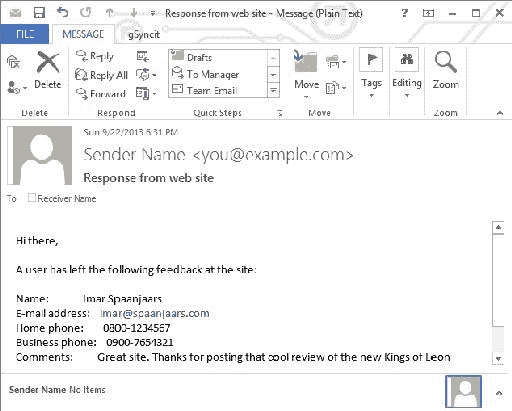 Response from web site - Message (Plain Text)
FILE MESSAGE gSyncit
Delete
Reply
Reply All
Forward
Drafts
To Manager
Team Email
Move
Tags
Editing
Zoom
Delete Respond Quick Steps Move Zoom
Sun 9/22/2013 6:31 PM
Sender Name <you@example.com>
Response from web site
To Receiver Name
Hi there,
A user has left the following feedback at the site:
Name: Imar Spaanjaars
E-mail address: imar@spaanjaars.com
Home phone: 0800-1234567
Business phone: 0900-7654321
Comments: Great site. Thanks for posting that cool review of the new Kings of Leon
Sender Name No Items